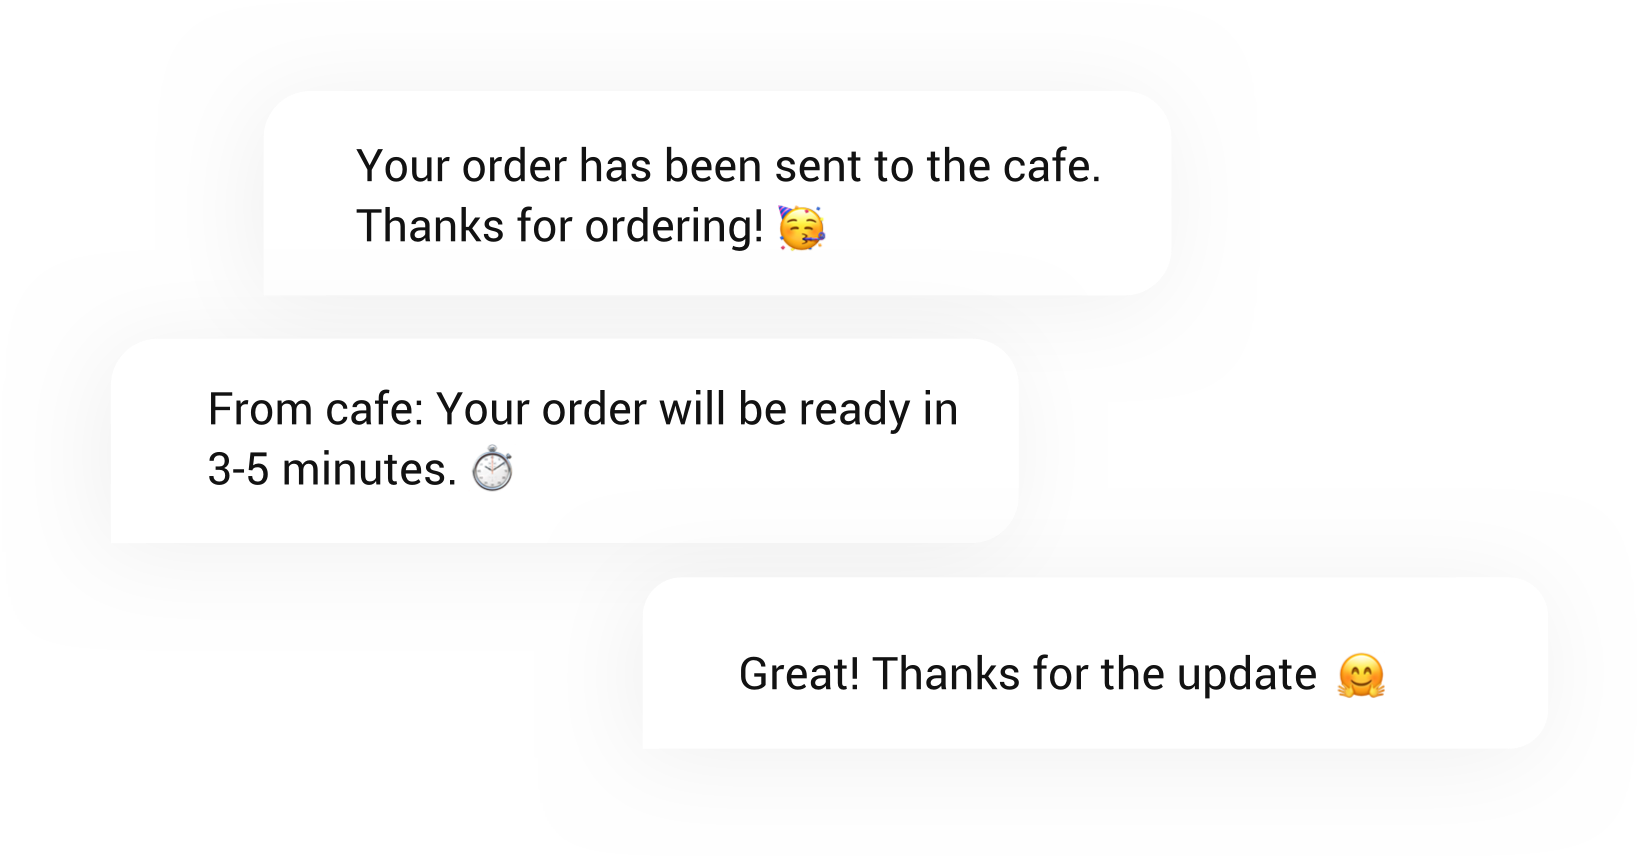 Your order has been sent to the cafe.
Thanks for ordering! 🥳
From cafe: Your order will be ready in
3-5 minutes. ⏱️
Great! Thanks for the update 🤗